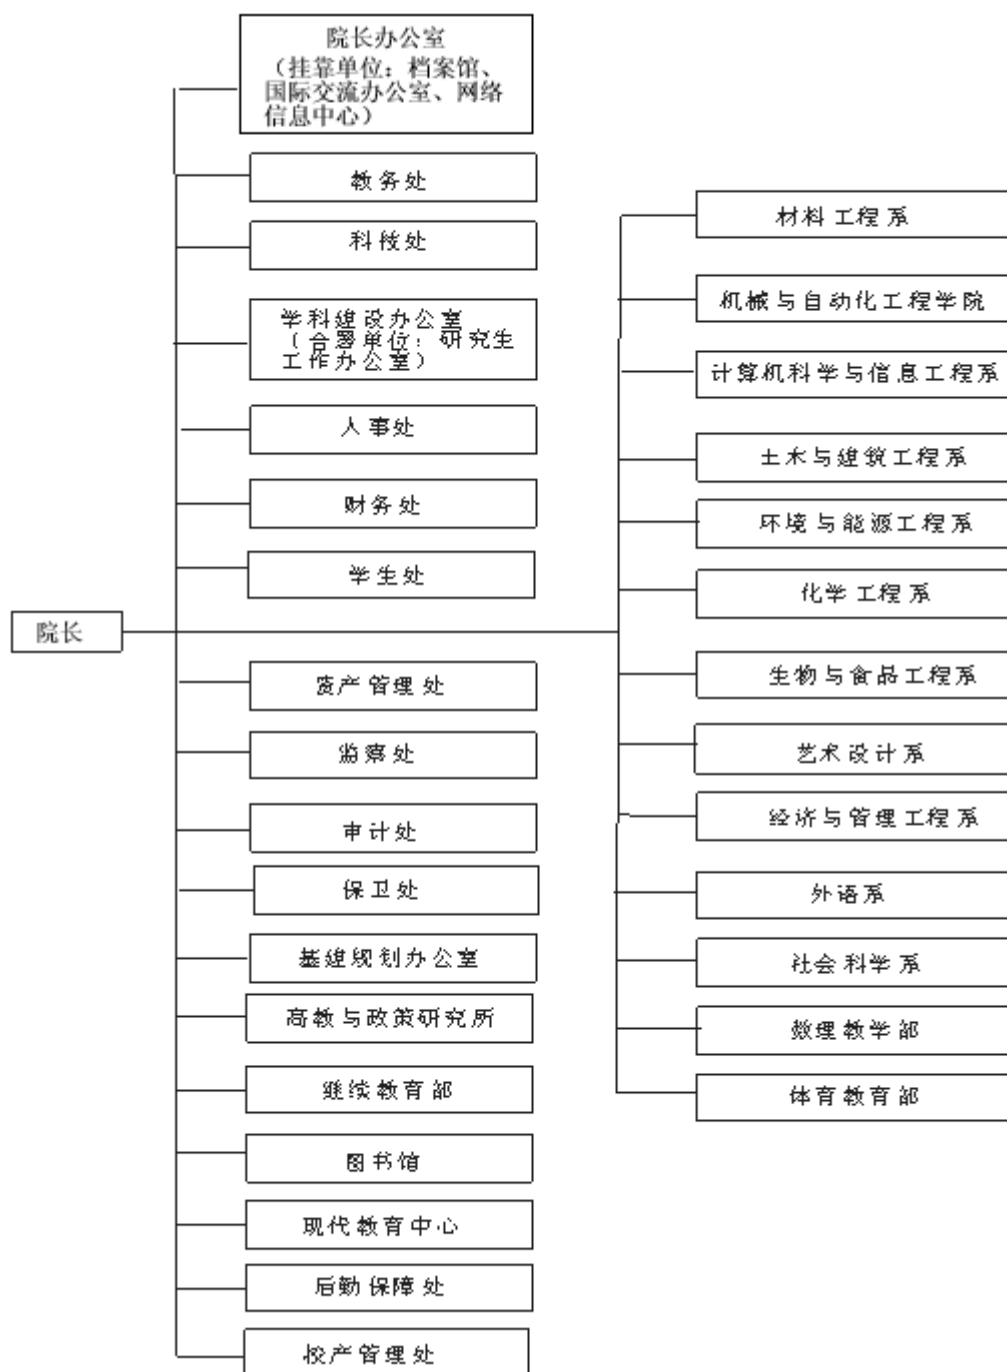 院长办公室
（挂靠单位：档案馆、
国际交流办公室、网络
信息中心）
教务处
科技处
学科建设办公室
（合署单位：研究生
工作办公室）
人事处
财务处
学生处
院长
资产管理处
监察处
审计处
保卫处
基建规划办公室
高教与政策研究所
继续教育部
图书馆
现代教育中心
后勤保障处
校产管理处
材料工程系
机械与自动化工程学院
计算机科学与信息工程系
土木与建筑工程系
环境与能源工程系
化学工程系
生物与食品工程系
艺术设计系
经济与管理工程系
外语系
社会科学系
数理教学部
体育教育部